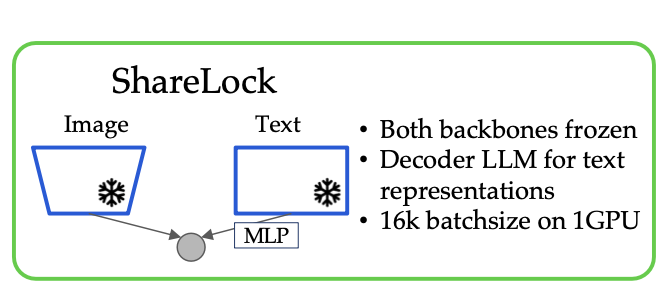 ShareLock
Image
Text
MLP
• Both backbones frozen
• Decoder LLM for text
representations
• 16k batchsize on 1GPU